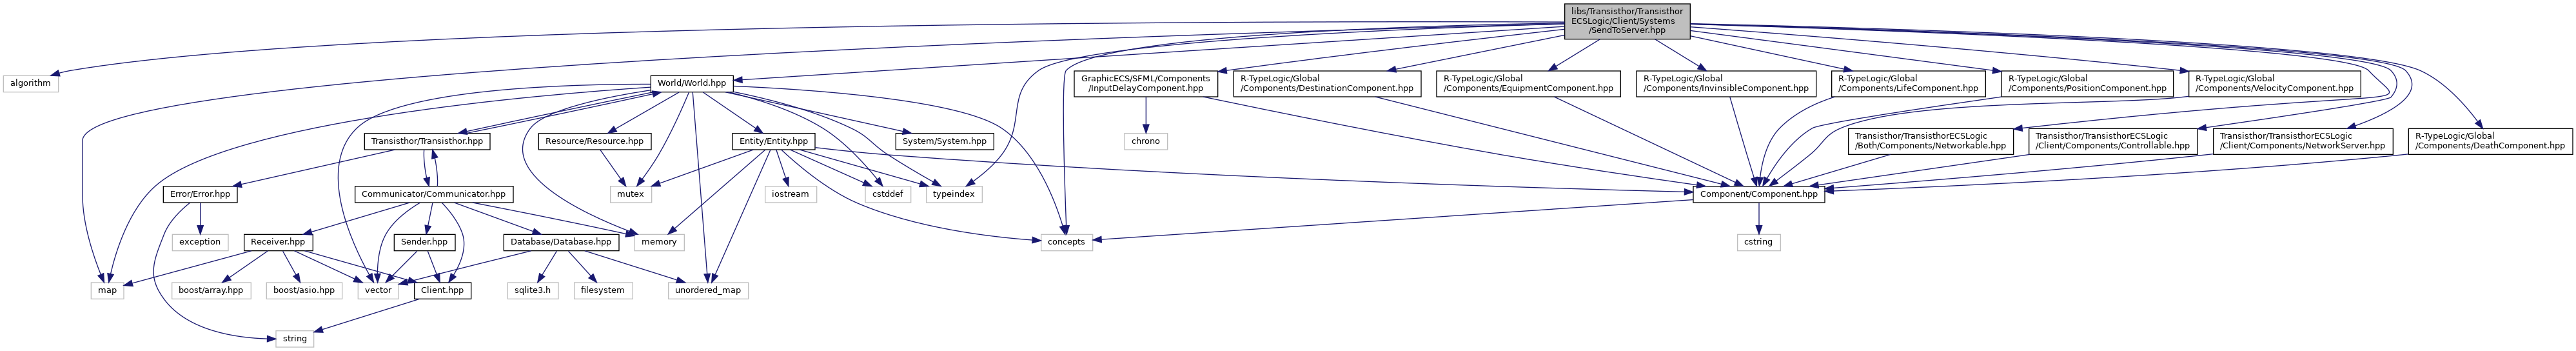 libs/Transisthor/Transisthor
ECSLogic/Client/Systems
/SendToServer.hpp
algorithm
World/World.hpp
GraphicECS/SFML/Components
/InputDelayComponent.hpp
R-TypeLogic/Global
/Components/DestinationComponent.hpp
R-TypeLogic/Global
/Components/EquipmentComponent.hpp
R-TypeLogic/Global
/Components/InvinsibleComponent.hpp
R-TypeLogic/Global
/Components/LifeComponent.hpp
R-TypeLogic/Global
/Components/PositionComponent.hpp
R-TypeLogic/Global
/Components/VelocityComponent.hpp
Transisthor/Transisthor.hpp
Resource/Resource.hpp
Entity/Entity.hpp
System/System.hpp
chrono
Transisthor/TransisthorECSLogic
/Both/Components/Networkable.hpp
Transisthor/TransisthorECSLogic
/Client/Components/Controllable.hpp
Transisthor/TransisthorECSLogic
/Client/Components/NetworkServer.hpp
R-TypeLogic/Global
/Components/DeathComponent.hpp
Error/Error.hpp
Communicator/Communicator.hpp
mutex
iostream
cstddef
typeindex
Component/Component.hpp
exception
Receiver.hpp
Sender.hpp
Database/Database.hpp
memory
concepts
cstring
map
boost/array.hpp
boost/asio.hpp
vector
Client.hpp
sqlite3.h
filesystem
unordered_map
string